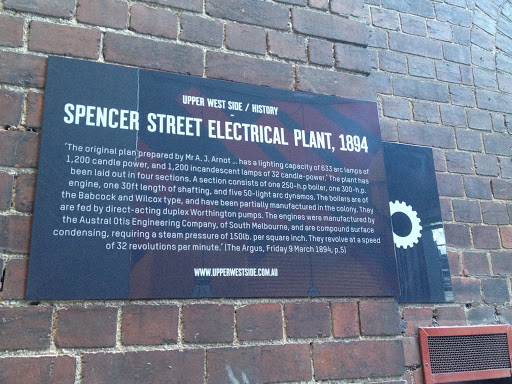 UPPER WEST SIDE / HISTORY
SPENCER STREET ELECTRICAL PLANT, 1894
'The original plan prepared by Mr A. J. Arnot ... has a lighting capacity of 633 arc lamps of
1,200 candle power, and 1,200 incandescent lamps of 32 candle-power.' The plant has
been laid out in four sections. A section consists of one 250-h.p boiler, one 300-h.p.
engine, one 30ft length of shafting, and five 50-light arc dynamos. The boilers are of
the Babcock and Wilcox type, and have been partially manufactured in the colony. They
are fed by direct-acting duplex Worthington pumps. The engines were manufactured by
the Austral Otis Engineering Company, of South Melbourne, and are compound surface
condensing, requiring a steam pressure of 150lb. per square inch. They revolve at a speed
of 32 revolutions per minute.' (The Argus, Friday 9 March 1894, p.5)
WWW.UPPERWESTSIDE.COM.AU